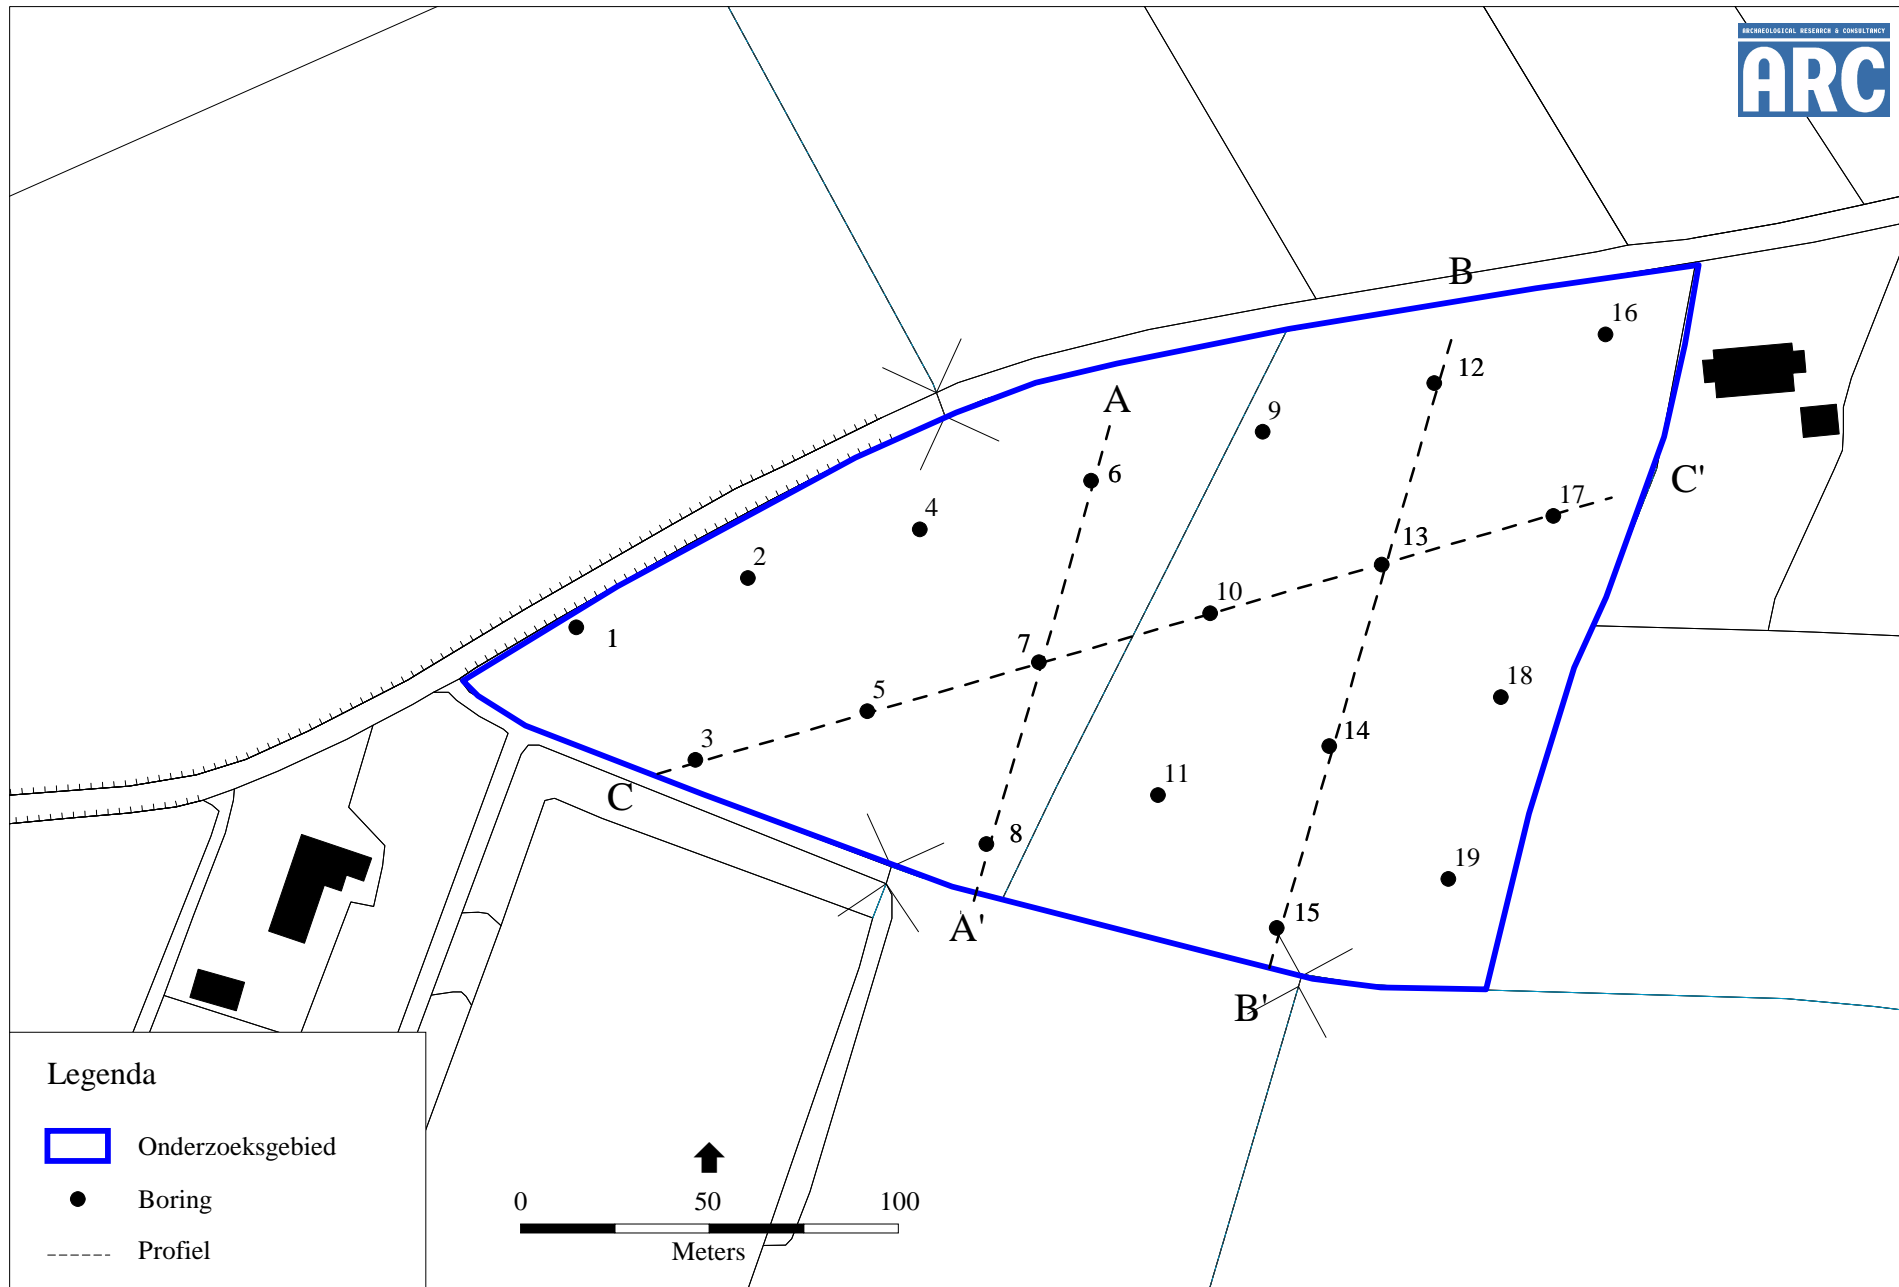 ARCHAEOLOGICAL RESEARCH & CONSULTANCY
ARC
B
16
12
A
9
6
C'
17
4
13
2
10
1
7
18
5
14
3
11
C
8
19
15
A'
B'
Legenda
Onderzoeksgebied
Boring
Profiel
0 50 100
Meters